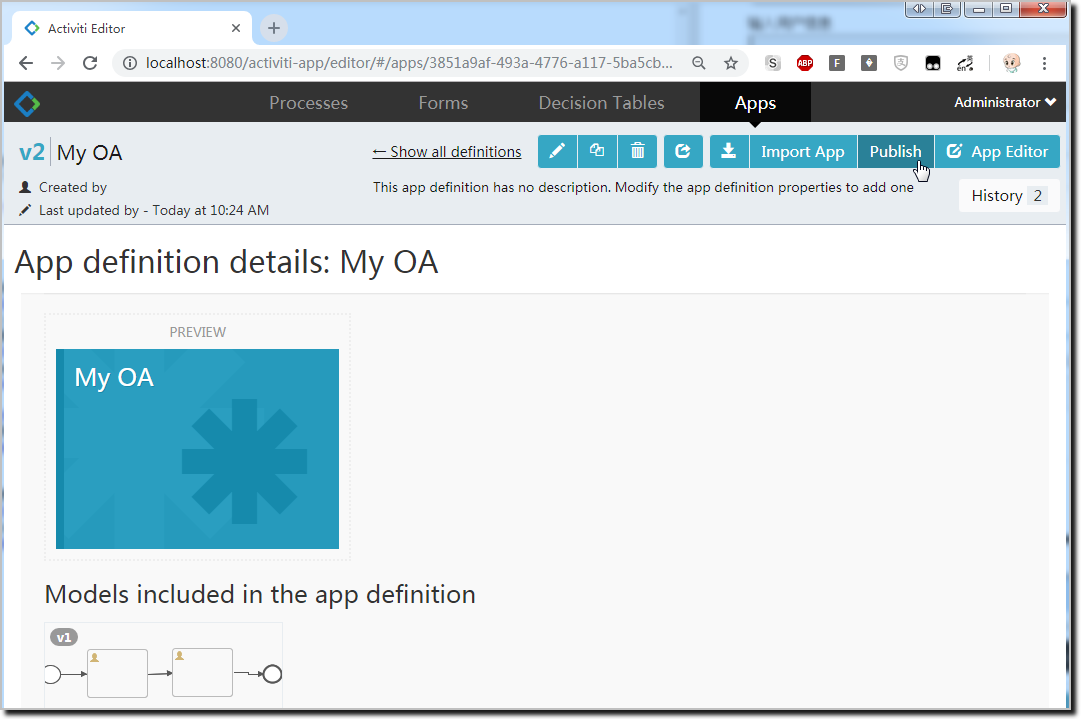 Activiti Editor
localhost:8080/activiti-app/editor/#/apps/3851a9af-493a-4776-a117-5ba5cb...
S ABP F en
Processes Forms Decision Tables Apps Administrator
v2 My OA ← Show all definitions Import App Publish App Editor
Created by This app definition has no description. Modify the app definition properties to add one History 2
Last updated by - Today at 10:24 AM
App definition details: My OA
PREVIEW
My OA
Models included in the app definition
v1